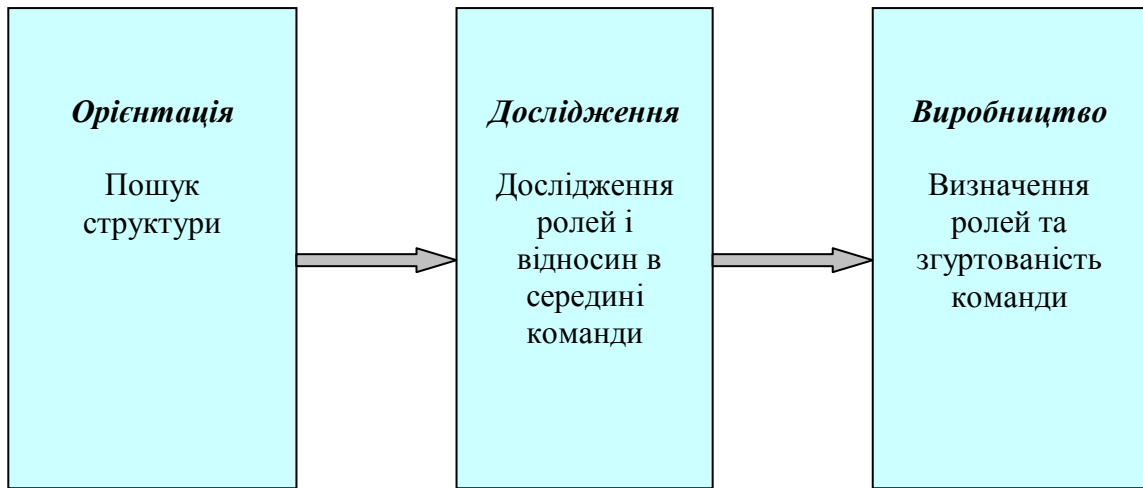 Орієнтація
Пошук
структури
Дослідження
Дослідження
ролей і
відносин в
середині
команди
Виробництво
Визначення
ролей та
згуртованість
команди